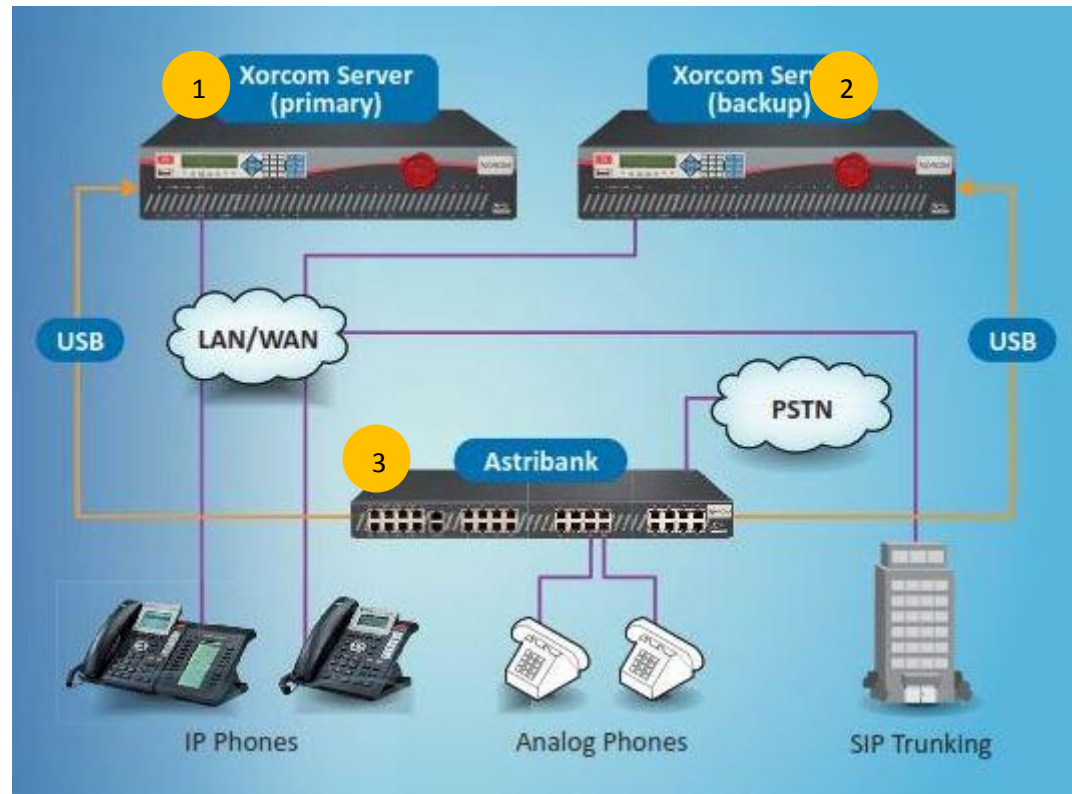 1
Xorcom Server
(primary)
Xorcom Serv
2
(backup)
USB
LAN/WAN
USB
PSTN
3
Astribank
IP Phones
Analog Phones
SIP Trunking